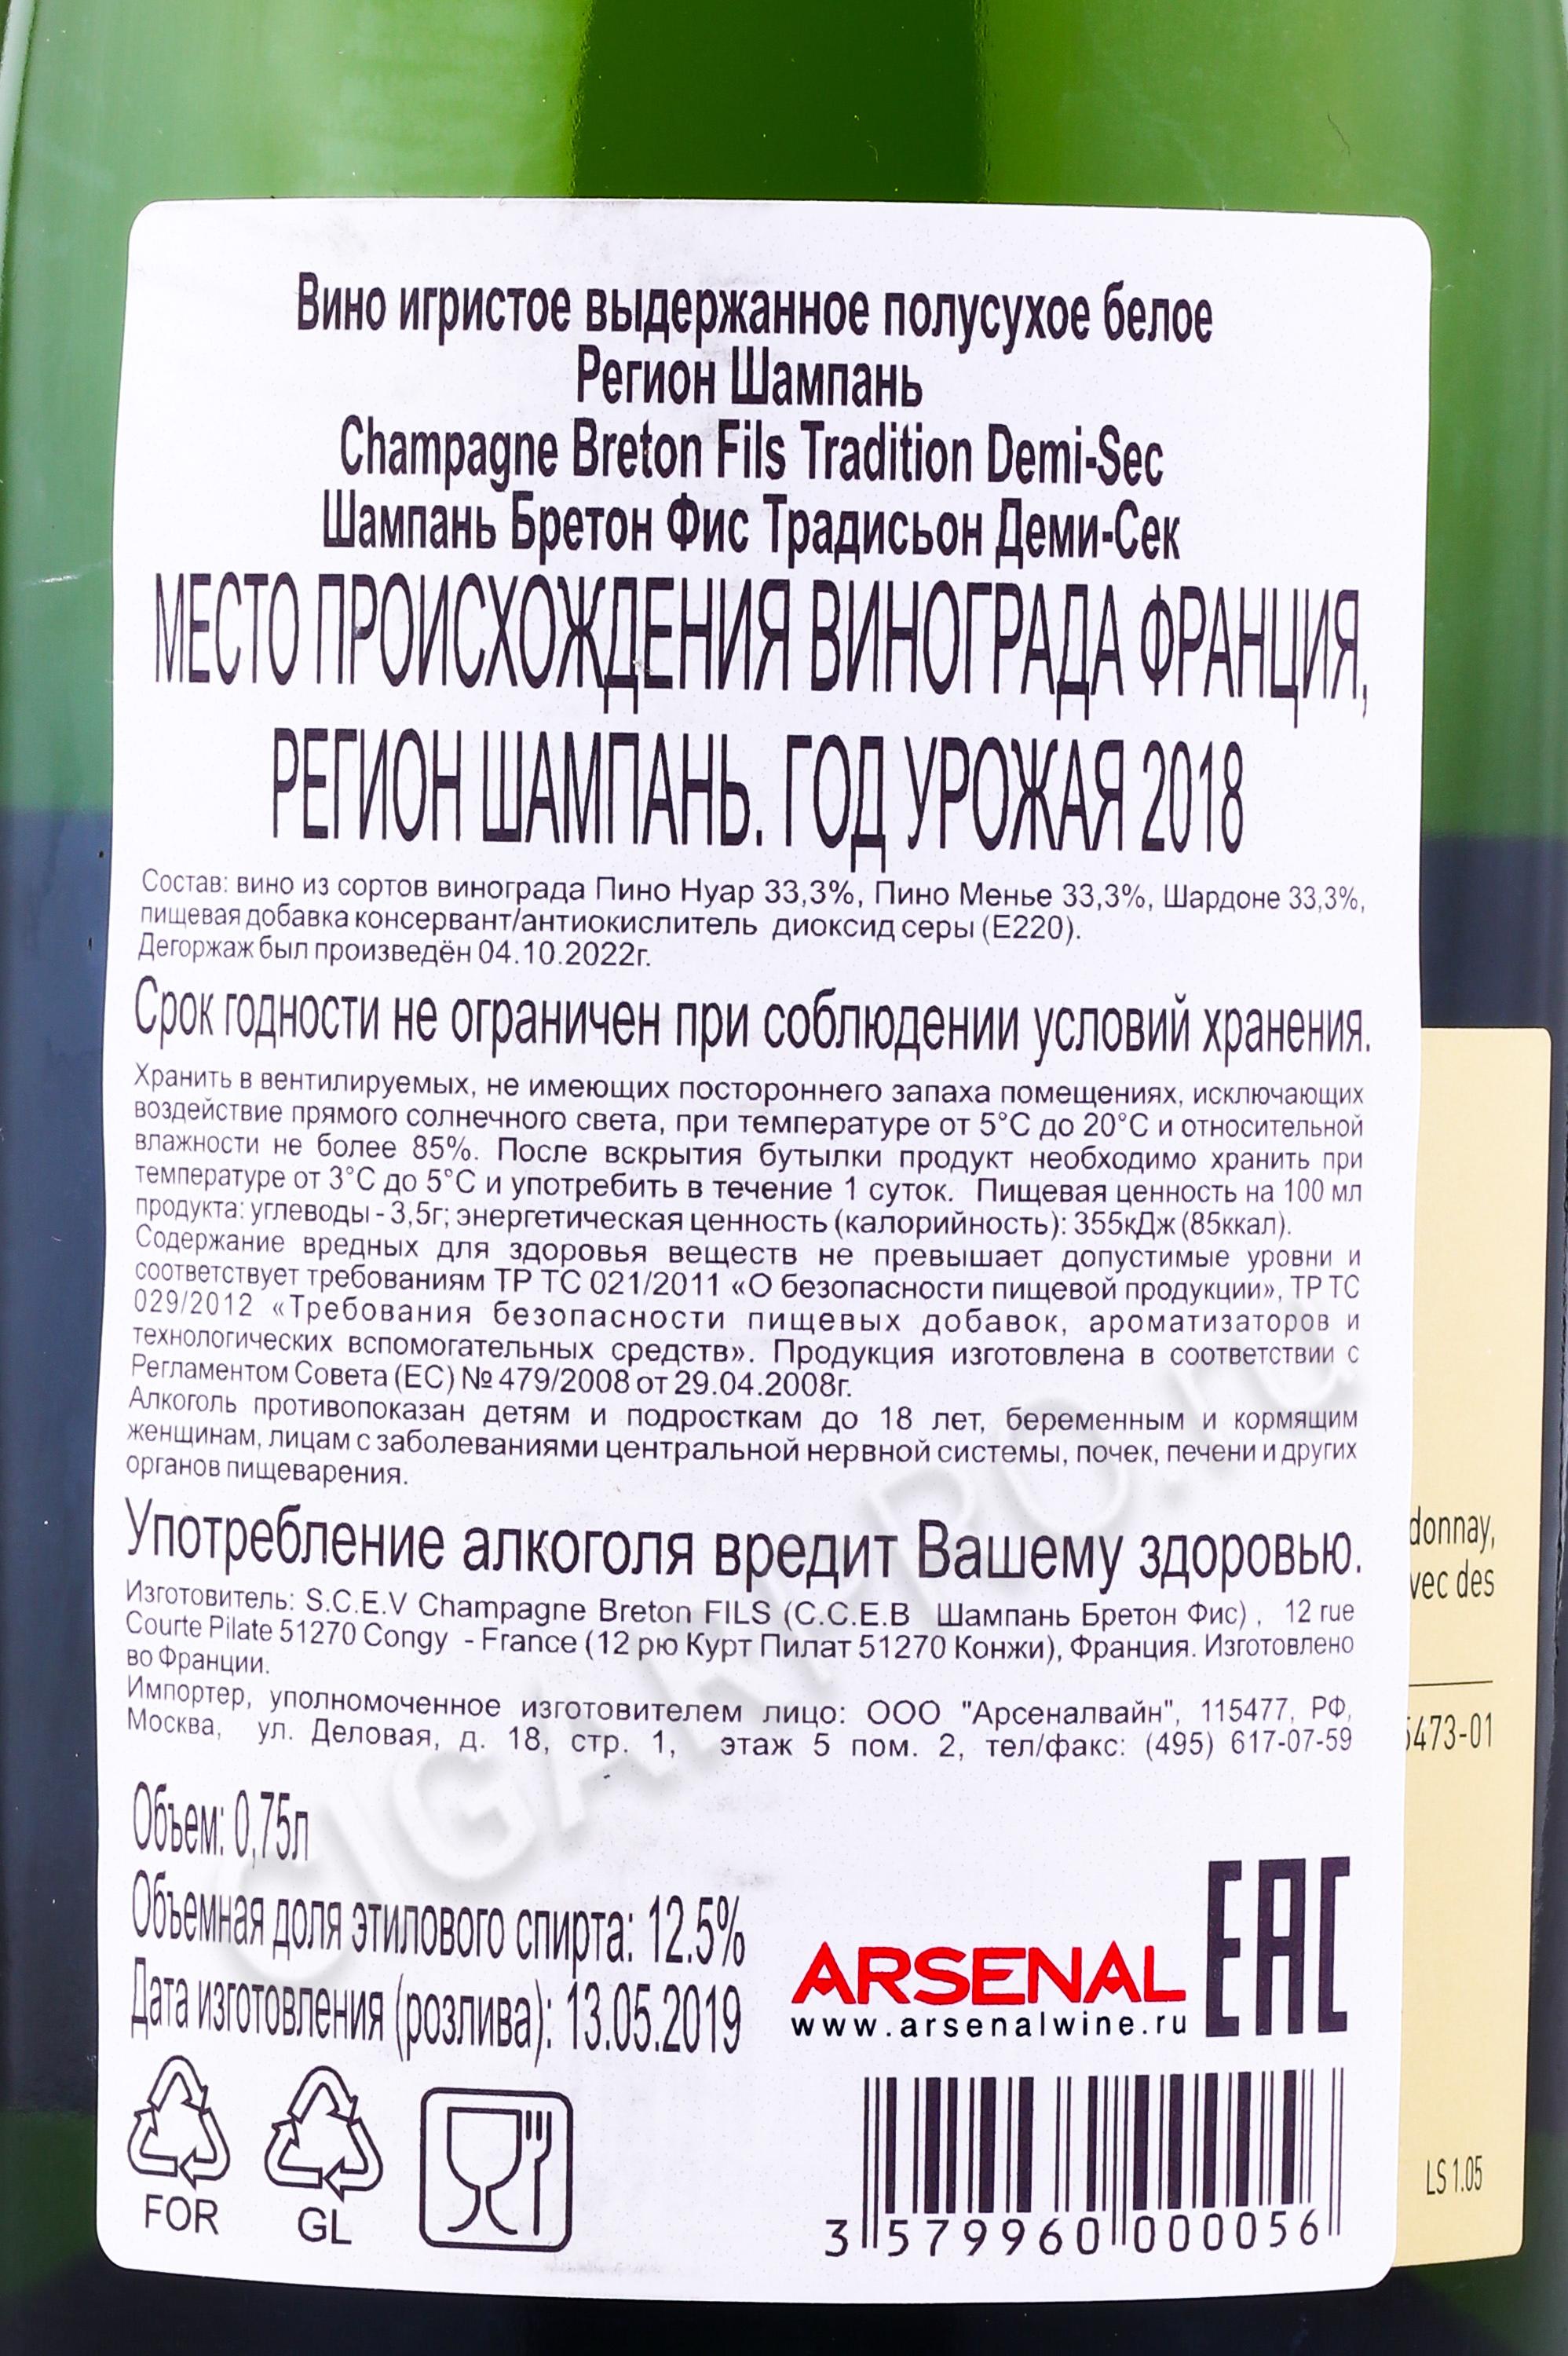 Вино игристое выдержанное полусухое белое
Регион Шампань
Champagne Breton Fils Tradition Demi-Sec
Шампань Бретон Фис Традисьон Деми-Сек
МЕСТО ПРОИСХОЖДЕНИЯ ВИНОГРАДА ФРАНЦИЯ,
РЕГИОН ШАМПАНЬ. ГОД УРОЖАЯ 2018
Состав: вино из сортов винограда Пино Нуар 33,3%, Пино Менье 33,3%, Шардоне 33,3%,
пищевая добавка консервант/антиокислитель диоксид серы (Е220).
Дегоржаж был произведён 04.10.2022г.
Срок годности не ограничен при соблюдении условий хранения.
Хранить в вентилируемых, не имеющих постороннего запаха помещениях, исключающих
воздействие прямого солнечного света, при температуре от 5°С до 20°С и относительной
влажности не более 85%. После вскрытия бутылки продукт необходимо хранить при
температуре от 3°С до 5°С и употребить в течение 1 суток. Пищевая ценность на 100 мл
продукта: углеводы - 3,5г; энергетическая ценность (калорийность): 355кДж (85ккал).
Содержание вредных для здоровья веществ не превышает допустимые уровни и
соответствует требованиям ТР ТС 021/2011 «О безопасности пищевой продукции», ТР ТС
029/2012 «Требования безопасности пищевых добавок, ароматизаторов и
технологических вспомогательных средств». Продукция изготовлена в соответствии с
Регламентом Совета (ЕС) № 479/2008 от 29.04.2008г.
Алкоголь противопоказан детям и подросткам до 18 лет, беременным и кормящим
женщинам, лицам с заболеваниями центральной нервной системы, почек, печени и других
органов пищеварения.
Употребление алкоголя вредит Вашему здоровью.
Изготовитель: S.C.E.V Champagne Breton FILS (С.С.Е.В Шампань Бретон Фис) , 12 rue
Courte Pilate 51270 Congy - France (12 рю Курт Пилат 51270 Конжи), Франция. Изготовлено
во Франции.
Импортер, уполномоченное изготовителем лицо: ООО "Арсеналвайн", 115477, РФ,
Москва, ул. Деловая, д. 18, стр. 1, этаж 5 пом. 2, тел/факс: (495) 617-07-59
Объем: 0,75л
Объемная доля этилового спирта: 12.5%
Дата изготовления (розлива): 13.05.2019
ARSENAL
www.arsenalwine.ru
EAC
FOR
GL
3 579960 000056
donnay,
vec des
5473-01
LS 1.05
CIGAR-PRO.ru